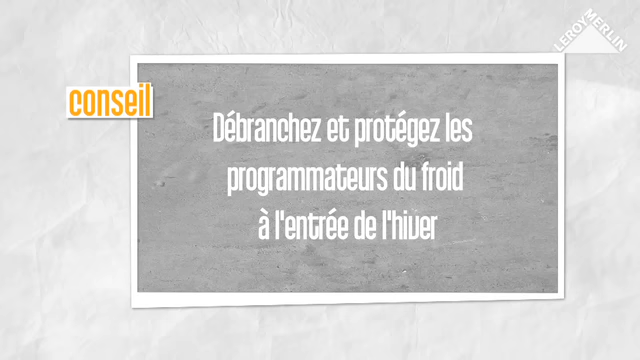 LEROY MERLIN
conseil
Débranchez et protégez les
programmateurs du froid
à l'entrée de l'hiver